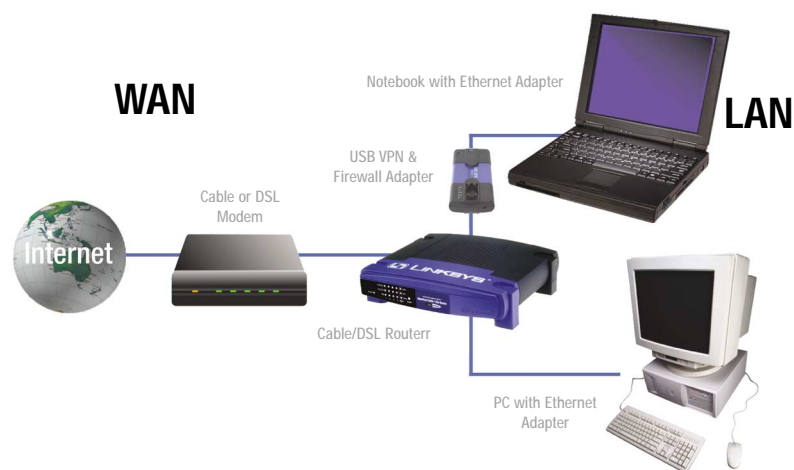 WAN
Notebook with Ethernet Adapter
LAN
USB VPN &
Firewall Adapter
Cable or DSL
Modem
Internet
LINKSYS
Cable/DSL Routerr
PC with Ethernet
Adapter